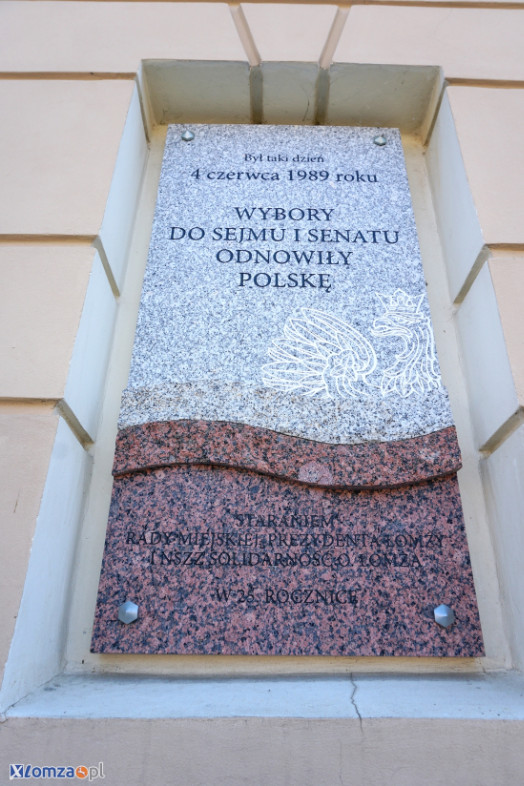 Był taki dzień
4 czerwca 1989 roku
WYBORY
DO SEJMU I SENATU
ODNOWIŁY
POLSKĘ
STARANIEM
RADY MIEJSKIEJ, PREZYDENTA ŁOMŻY
I NSZZ SOLIDARNOŚĆ O. ŁOMŻA
W 25. ROCZNICĘ
XLomza.pl